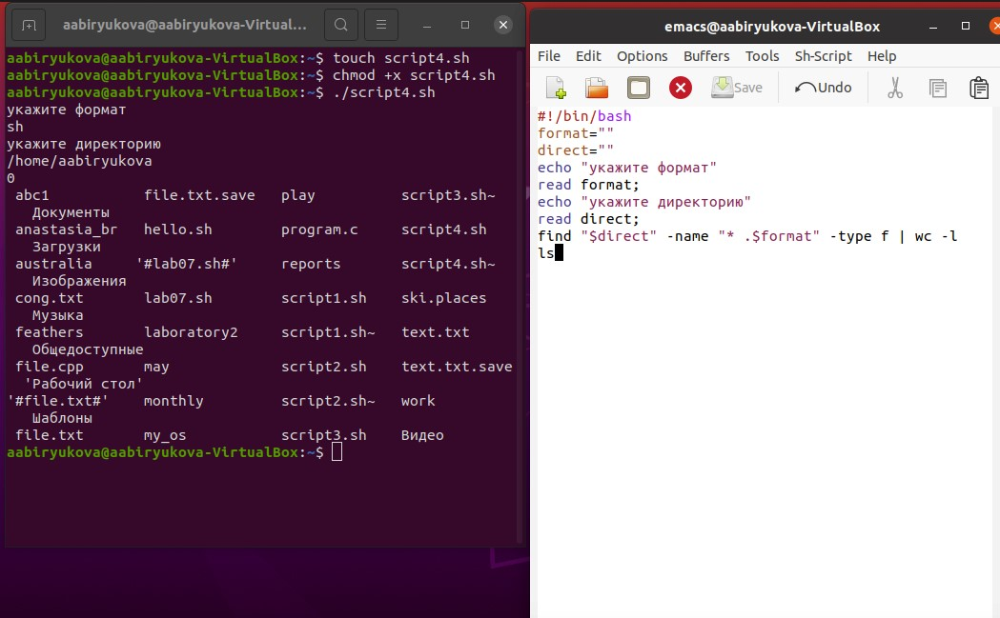 aabiryukova@aabiryukova-Virtual...
aabiryukova@aabiryukova-VirtualBox:~$ touch script4.sh
aabiryukova@aabiryukova-VirtualBox:~$ chmod +x script4.sh
aabiryukova@aabiryukova-VirtualBox:~$ ./script4.sh
укажите формат
sh
укажите директорию
/home/aabiryukova
0
abc1 file.txt.save play script3.sh~
Документы
anastasia_br hello.sh program.c script4.sh
Загрузки
australia '#lab07.sh#' reports script4.sh~
Изображения
cong.txt lab07.sh script1.sh ski.places
Музыка
feathers laboratory2 script1.sh~ text.txt
Общедоступные
file.cpp may script2.sh text.txt.save
'Рабочий стол'
'#file.txt#' monthly script2.sh~ work
Шаблоны
file.txt my_os script3.sh Видео
aabiryukova@aabiryukova-VirtualBox:~$
emacs@aabiryukova-VirtualBox
File Edit Options Buffers Tools Sh-Script Help
Save Undo
#!/bin/bash
format=""
direct=""
echo "укажите формат"
read format;
echo "укажите директорию"
read direct;
find "$direct" -name "* .$format" -type f | wc -l
ls